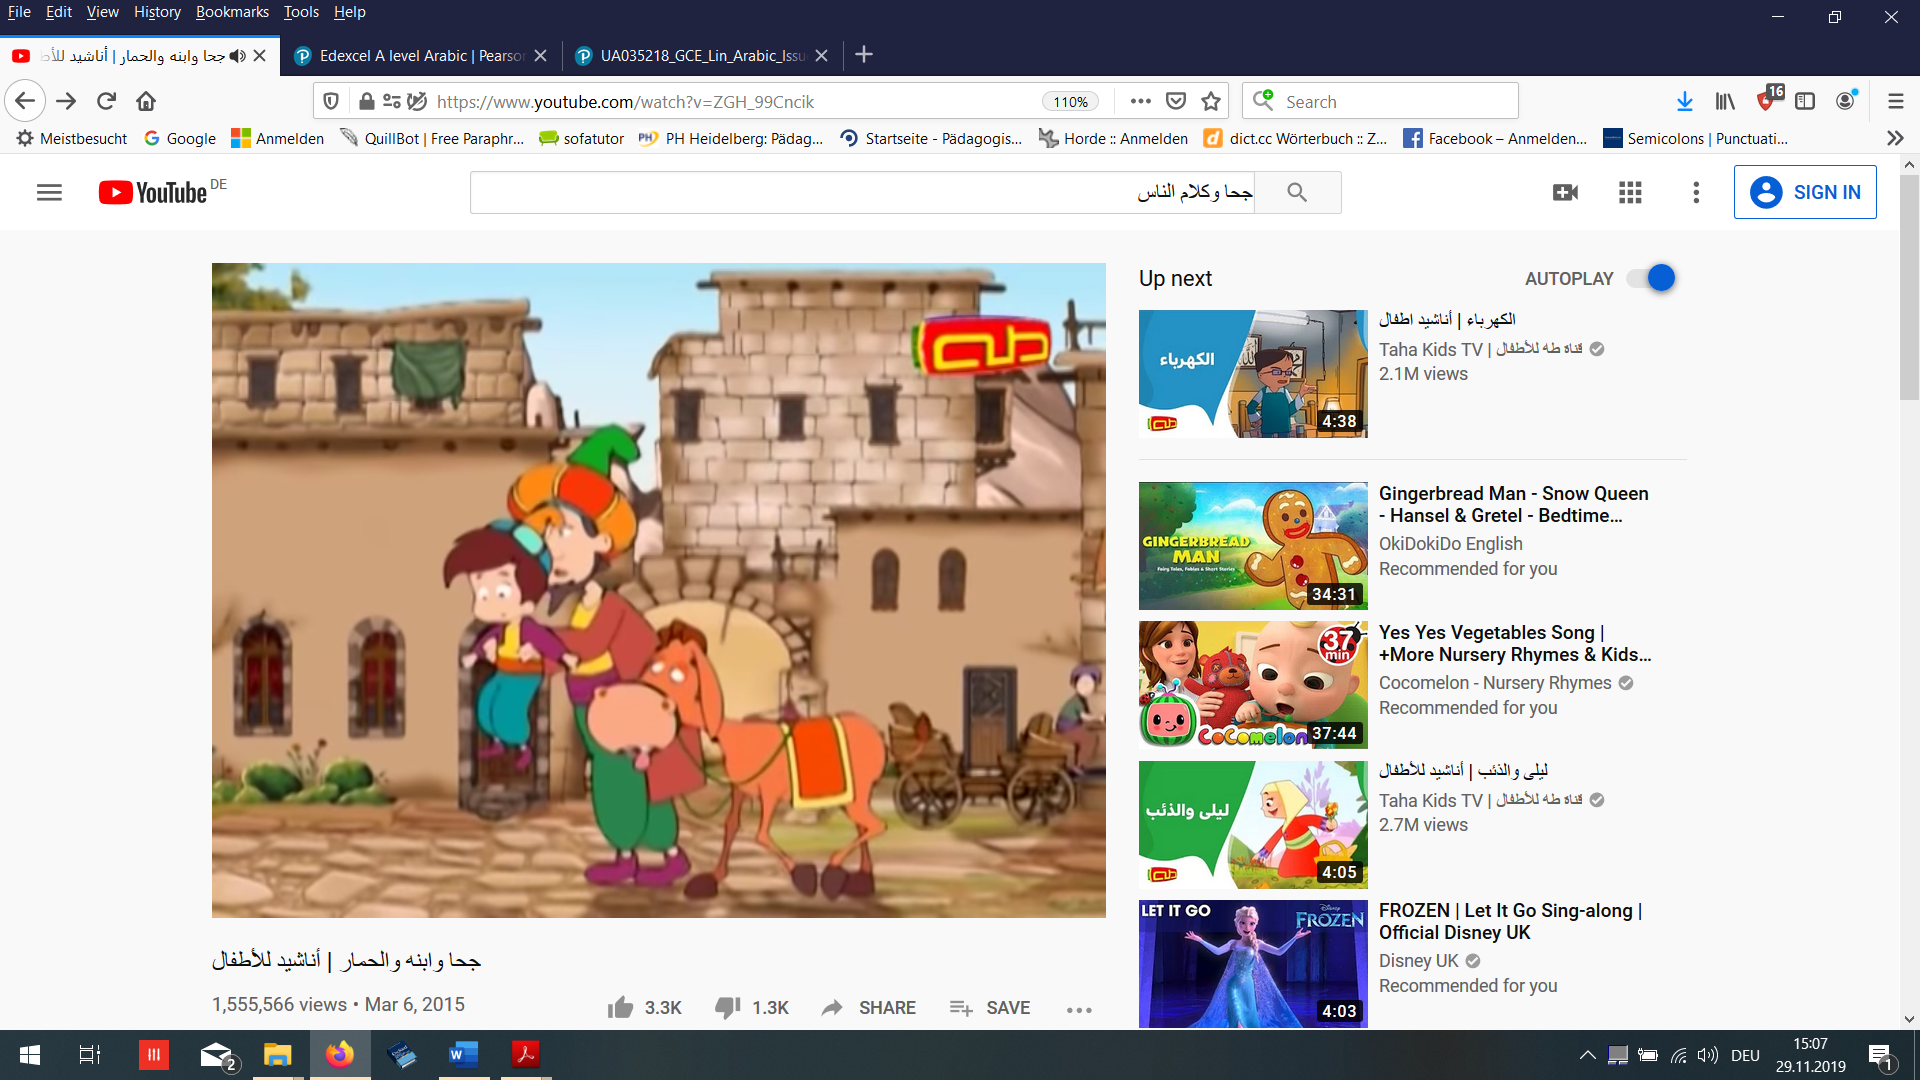 File Edit View History Bookmarks Tools Help
جحا وابنه والحمار | أناشيد للأط
Edexcel A level Arabic | Pearson
UA035218_GCE_Lin_Arabic_Issu
https://www.youtube.com/watch?v=ZGH_99Cncik
110%
Search
16
Meistbesucht Google Anmelden QuillBot | Free Paraphr... sofatutor PH Heidelberg: Pädag... Startseite - Pädagogis... Horde :: Anmelden dict.cc Wörterbuch :: Z... Facebook – Anmelden... Semicolons | Punctuati...
YouTube DE
جحا وكلام الناس
SIGN IN
طه
جحا وابنه والحمار | أناشيد للأطفال
1,555,566 views • Mar 6, 2015
3.3K 1.3K SHARE SAVE
Up next
AUTOPLAY
الكهرباء
4:38
الكهرباء | أناشيد اطفال
Taha Kids TV | قناة طه للأطفال
2.1M views
GINGERBREAD
MAN
Fairy Tales, Fables & Short Stories
34:31
Gingerbread Man - Snow Queen
- Hansel & Gretel - Bedtime...
OkiDokiDo English
Recommended for you
37
min
CoComelon
37:44
Yes Yes Vegetables Song |
+More Nursery Rhymes & Kids...
Cocomelon - Nursery Rhymes
Recommended for you
ليلى والذئب
4:05
ليلى والذئب | أناشيد للأطفال
Taha Kids TV | قناة طه للأطفال
2.7M views
LET IT GO
Disney
FROZEN
4:03
FROZEN | Let It Go Sing-along |
Official Disney UK
Disney UK
Recommended for you
2
DEU
15:07
29.11.2019
1